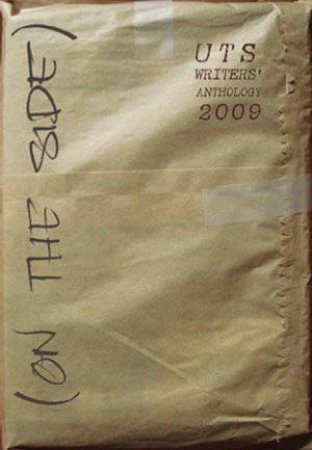 (ON THE SIDE)
UTS
WRITERS'
ANTHOLOGY
2009